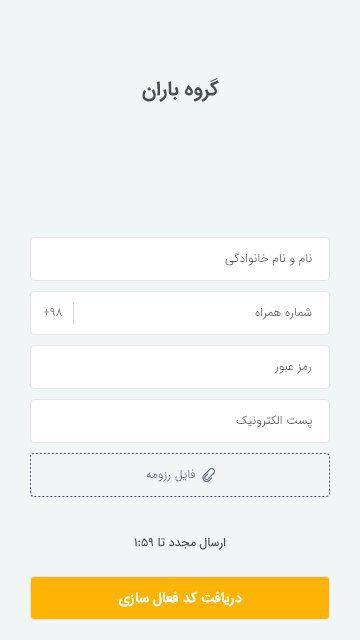 گروه باران
نام و نام خانوادگی
شماره همراه
+۹۸
رمز عبور
پست الکترونیک
فایل رزومه
ارسال مجدد تا ۱:۵۹
دریافت کد فعال سازی